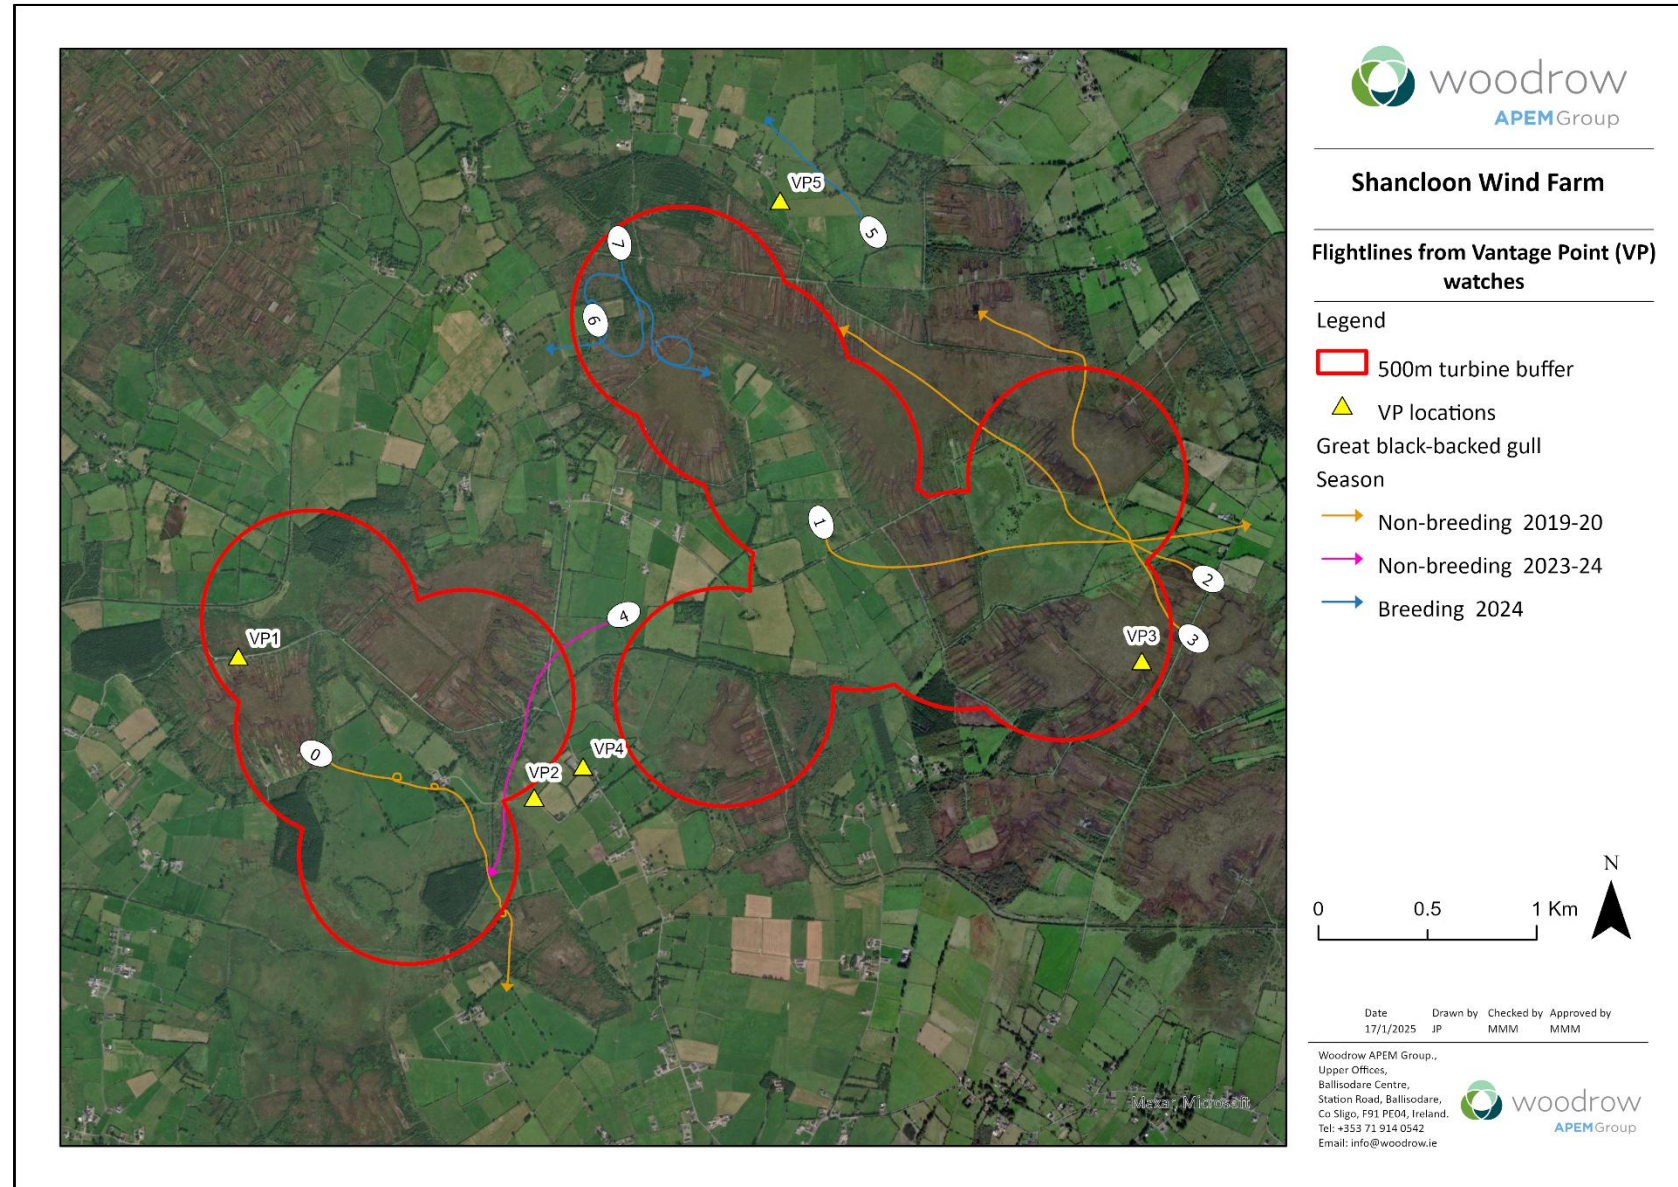 woodrow
APEM Group
Shancloon Wind Farm
Flightlines from Vantage Point (VP)
watches
Legend
500m turbine buffer
VP locations
Great black-backed gull
Season
Non-breeding 2019-20
Non-breeding 2023-24
Breeding 2024
VP5
7
5
6
1
2
4
3
VP1
VP3
0
VP4
VP2
Maxar, Microsoft
N
0 0.5 1 Km
Date Drawn by Checked by Approved by
17/1/2025 JP MMM MMM
Woodrow APEM Group.,
Upper Offices,
Ballisodare Centre,
Station Road, Ballisodare,
Co Sligo, F91 PE04, Ireland.
Tel: +353 71 914 0542
Email: info@woodrow.ie
woodrow
APEM Group